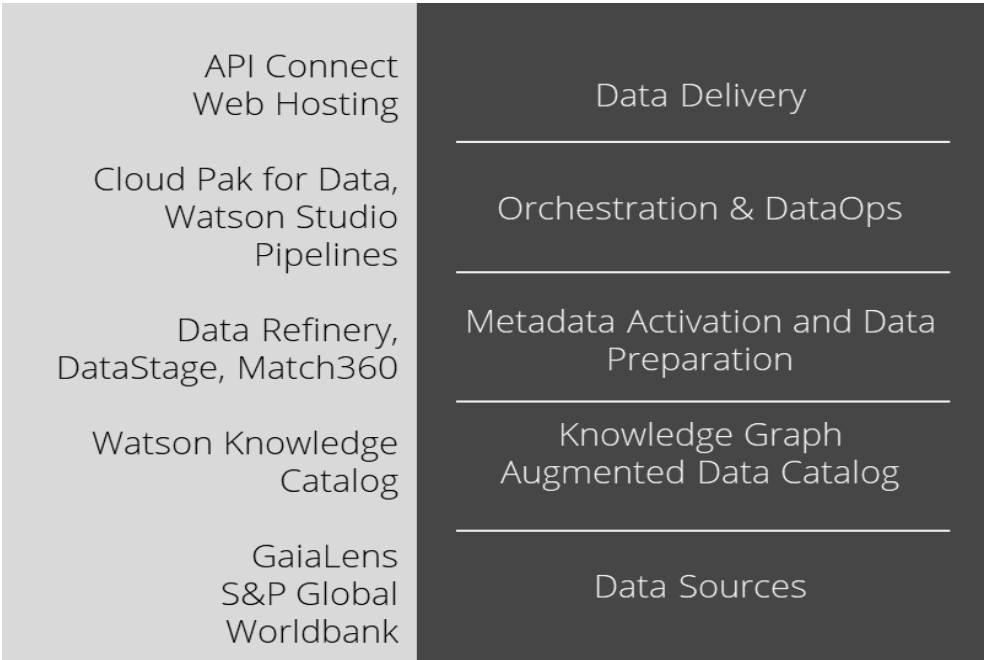 API Connect
Web Hosting
Data Delivery
Cloud Pak for Data,
Watson Studio
Pipelines
Orchestration & DataOps
Data Refinery,
DataStage, Match360
Metadata Activation and Data
Preparation
Watson Knowledge
Catalog
Knowledge Graph
Augmented Data Catalog
GaiaLens
S&P Global
Worldbank
Data Sources